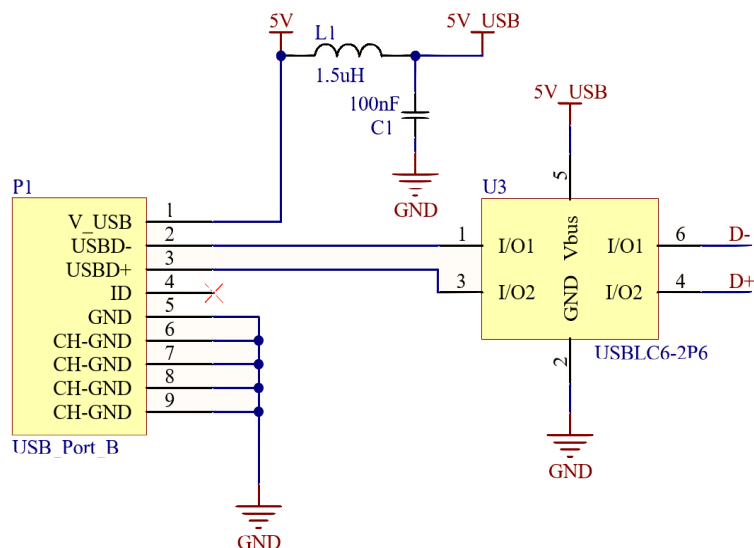 5V
L1
1.5uH
5V_USB
100nF
C1
GND
5V_USB
P1
V_USB 1
USBD- 2
USBD+ 3
ID 4
GND 5
CH-GND 6
CH-GND 7
CH-GND 8
CH-GND 9
USB_Port_B
GND
U3
5
Vbus
1 I/O1
I/O1 6
D-
3 I/O2
I/O2 4
D+
GND
2
USBLC6-2P6
GND